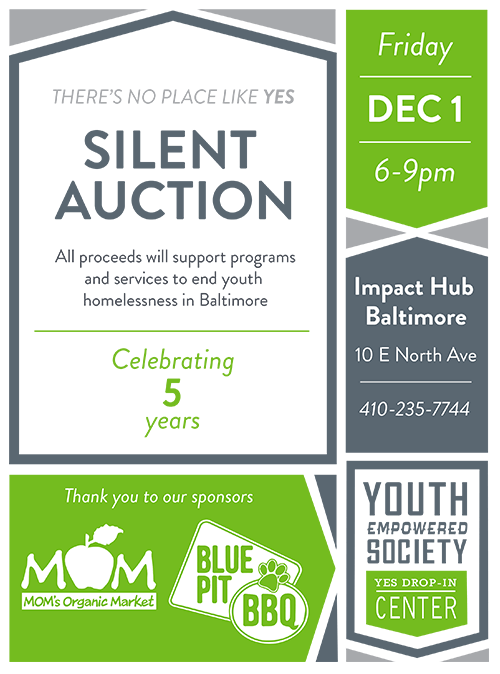 THERE'S NO PLACE LIKE YES
SILENT
AUCTION
All proceeds will support programs
and services to end youth
homelessness in Baltimore
Celebrating
5
years
Friday
DEC 1
6-9pm
Impact Hub
Baltimore
10 E North Ave
410-235-7744
Thank you to our sponsors
MOM
MOM's Organic Market
BLUE
PIT
BBQ
YOUTH
EMPOWERED
SOCIETY
YES DROP-IN
CENTER